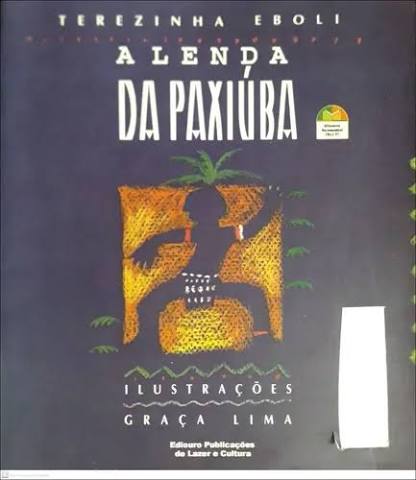 TEREZINHA EBOLI
A LENDA
DA PAXIÚBA
ILUSTRAÇÕES
GRAÇA LIMA
Ediouro Publicações
de Lazer e Cultura